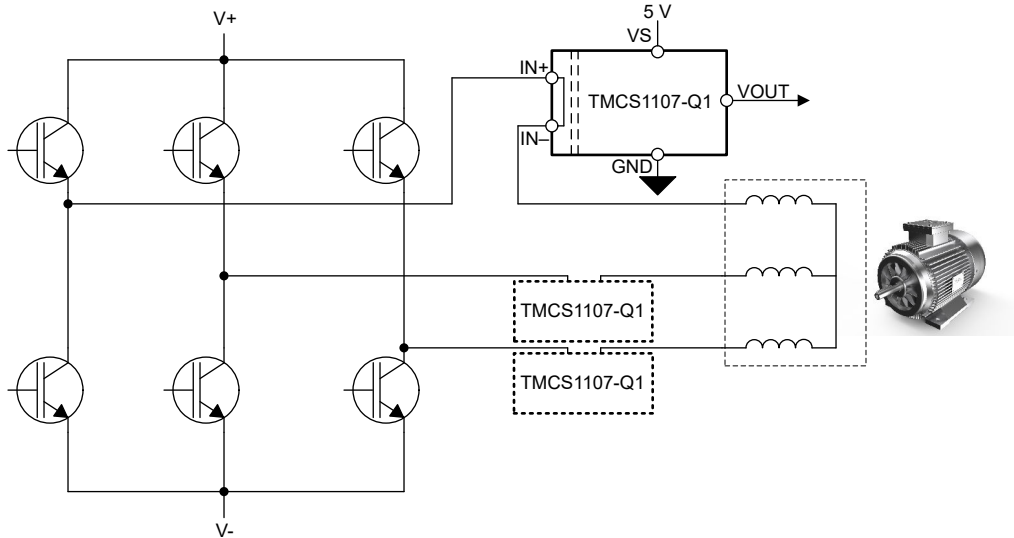 V+
5 V
VS
IN+
TMCS1107-Q1
VOUT
IN–
GND
TMCS1107-Q1
TMCS1107-Q1
V-